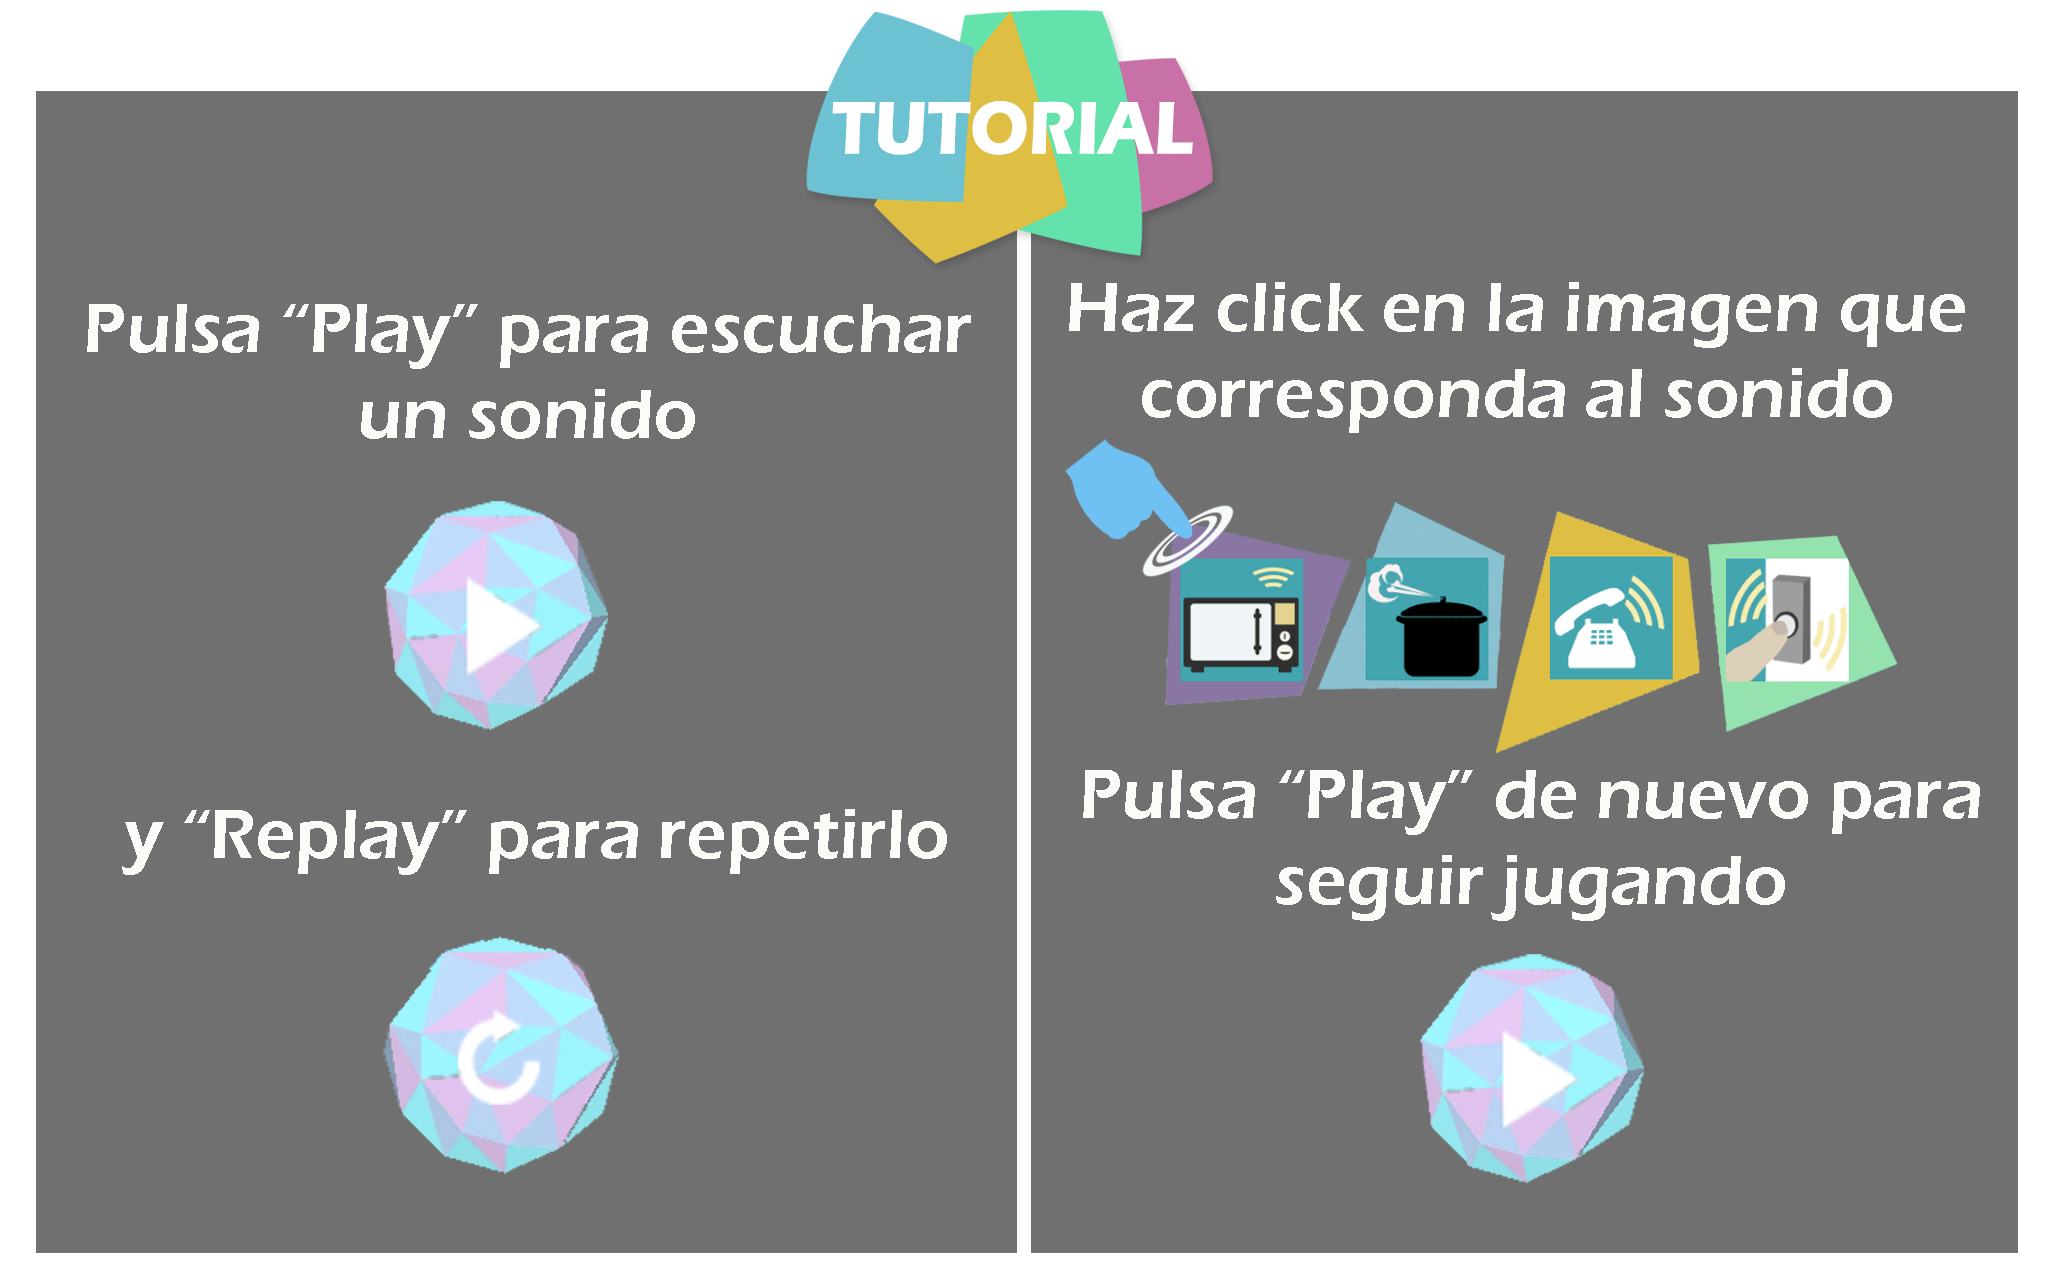 TUTORIAL
Pulsa “Play” para escuchar
un sonido
y “Replay” para repetirlo
Haz click en la imagen que
corresponda al sonido
Pulsa “Play” de nuevo para
seguir jugando